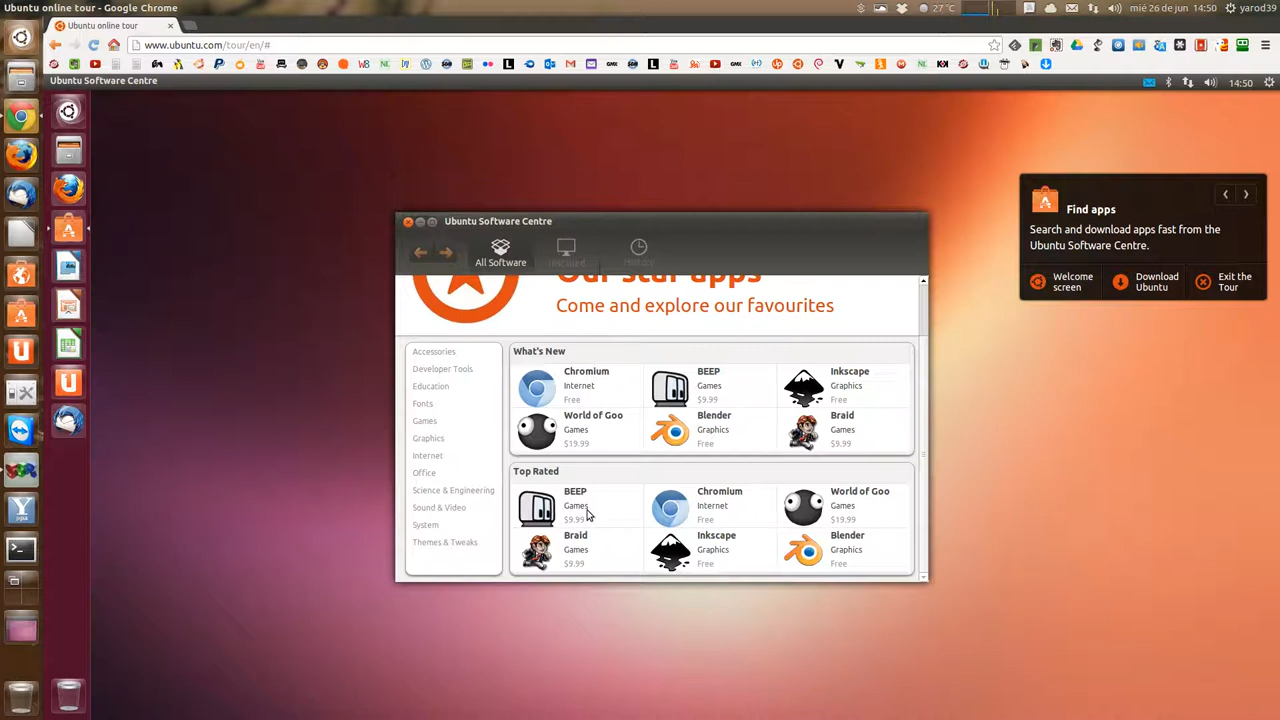 Ubuntu online tour - Google Chrome
27°C
mié 26 de jun 14:50
yarod39
Ubuntu online tour
www.ubuntu.com/tour/en/#
Ubuntu Software Centre
14:50
Ubuntu Software Centre
All Software
Installed
History
Our star apps
Come and explore our favourites
Accessories
Developer Tools
Education
Fonts
Games
Graphics
Internet
Office
Science & Engineering
Sound & Video
System
Themes & Tweaks
What's New
Chromium
Internet
Free
BEEP
Games
$9.99
Inkscape
Graphics
Free
World of Goo
Games
$19.99
Blender
Graphics
Free
Braid
Games
$9.99
Top Rated
BEEP
Games
$9.99
Chromium
Internet
Free
World of Goo
Games
$19.99
Braid
Games
$9.99
Inkscape
Graphics
Free
Blender
Graphics
Free
Find apps
Search and download apps fast from the
Ubuntu Software Centre.
Welcome
screen
Download
Ubuntu
Exit the
Tour